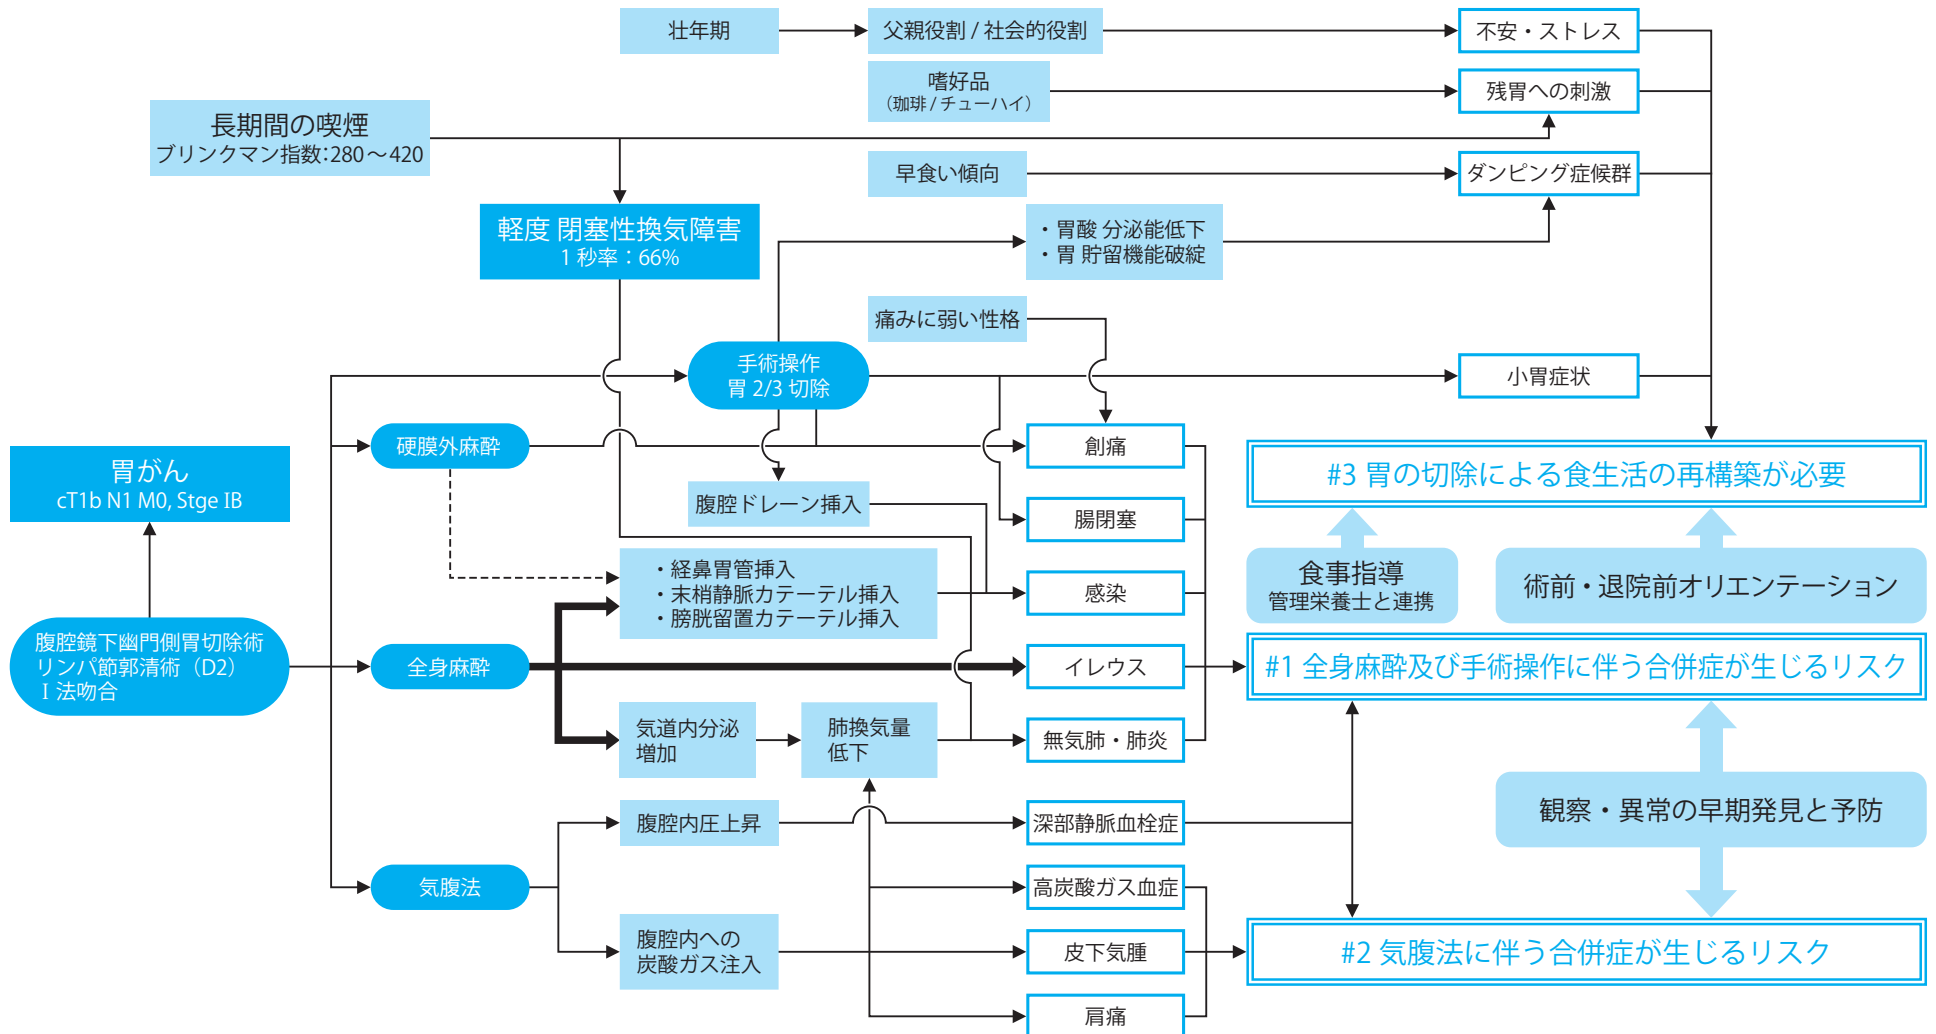 壮年期
父親役割 / 社会的役割
不安・ストレス
嗜好品
（珈琲 / チューハイ）
残胃への刺激
長期間の喫煙
ブリンクマン指数:280～420
早食い傾向
ダンピング症候群
軽度 閉塞性換気障害
1 秒率：66%
・胃酸 分泌能低下
・胃 貯留機能破綻
痛みに弱い性格
手術操作
胃 2/3 切除
小胃症状
硬膜外麻酔
創痛
胃がん
cT1b N1 M0, Stge IB
#3 胃の切除による食生活の再構築が必要
腹腔ドレーン挿入
腸閉塞
・経鼻胃管挿入
・末梢静脈カテーテル挿入
・膀胱留置カテーテル挿入
感染
食事指導
管理栄養士と連携
術前・退院前オリエンテーション
腹腔鏡下幽門側胃切除術
リンパ節郭清術（D2）
Ⅰ法吻合
全身麻酔
イレウス
#1 全身麻酔及び手術操作に伴う合併症が生じるリスク
気道内分泌
増加
肺換気量
低下
無気肺・肺炎
腹腔内圧上昇
深部静脈血栓症
観察・異常の早期発見と予防
気腹法
高炭酸ガス血症
腹腔内への
炭酸ガス注入
皮下気腫
#2 気腹法に伴う合併症が生じるリスク
肩痛